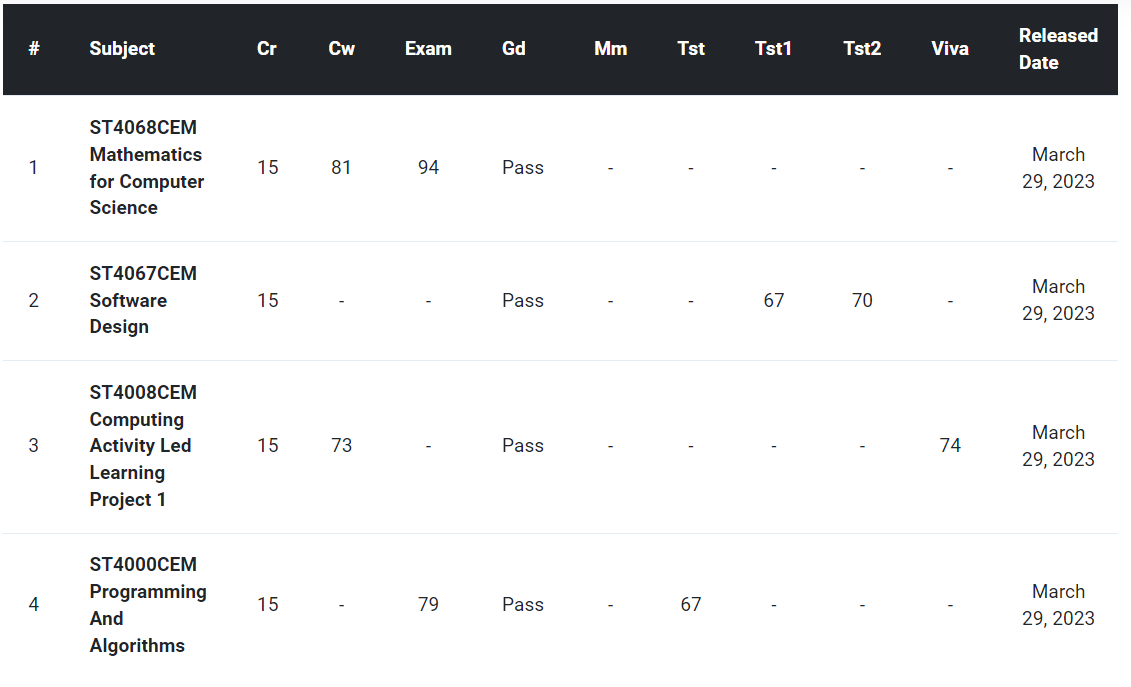 # Subject Cr Cw Exam Gd Mm Tst Tst1 Tst2 Viva Released Date
1 ST4068CEM Mathematics for Computer Science 15 81 94 Pass - - - - - March 29, 2023
2 ST4067CEM Software Design 15 - - Pass - - 67 70 - March 29, 2023
3 ST4008CEM Computing Activity Led Learning Project 1 15 73 - Pass - - - - 74 March 29, 2023
4 ST4000CEM Programming And Algorithms 15 - 79 Pass - 67 - - - March 29, 2023